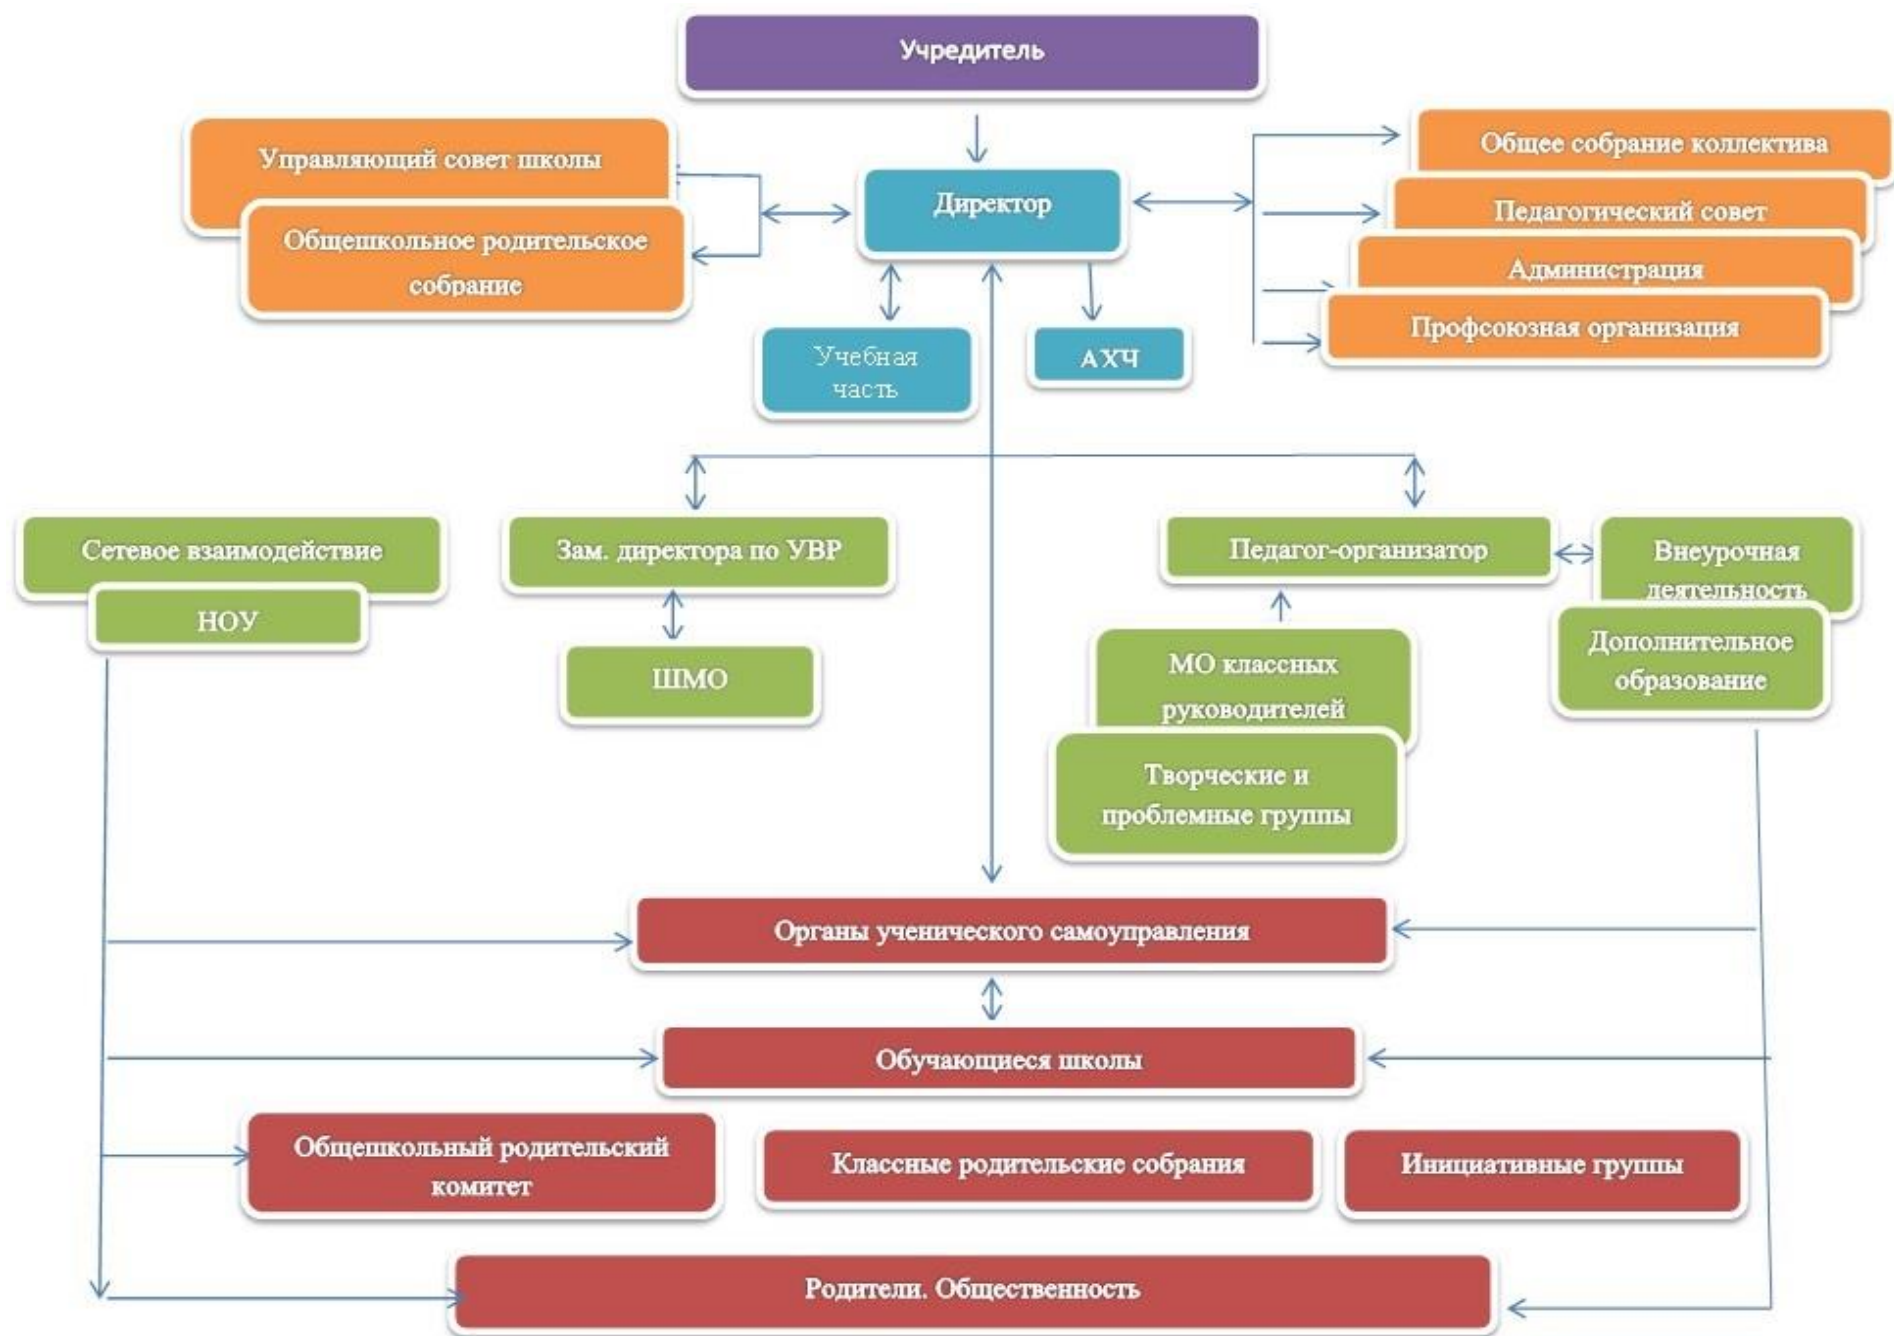 Учредитель
Управляющий совет школы
Общешкольное родительское
собрание
Директор
Общее собрание коллектива
Педагогический совет
Администрация
Профсоюзная организация
Учебная
часть
АХЧ
Сетевое взаимодействие
НОУ
Зам. директора по УВР
ШМО
Педагог-организатор
Внеурочная
деятельность
МО классных
руководителей
Дополнительное
образование
Творческие и
проблемные группы
Органы ученического самоуправления
Обучающиеся школы
Общешкольный родительский
комитет
Классные родительские собрания
Инициативные группы
Родители. Общественность